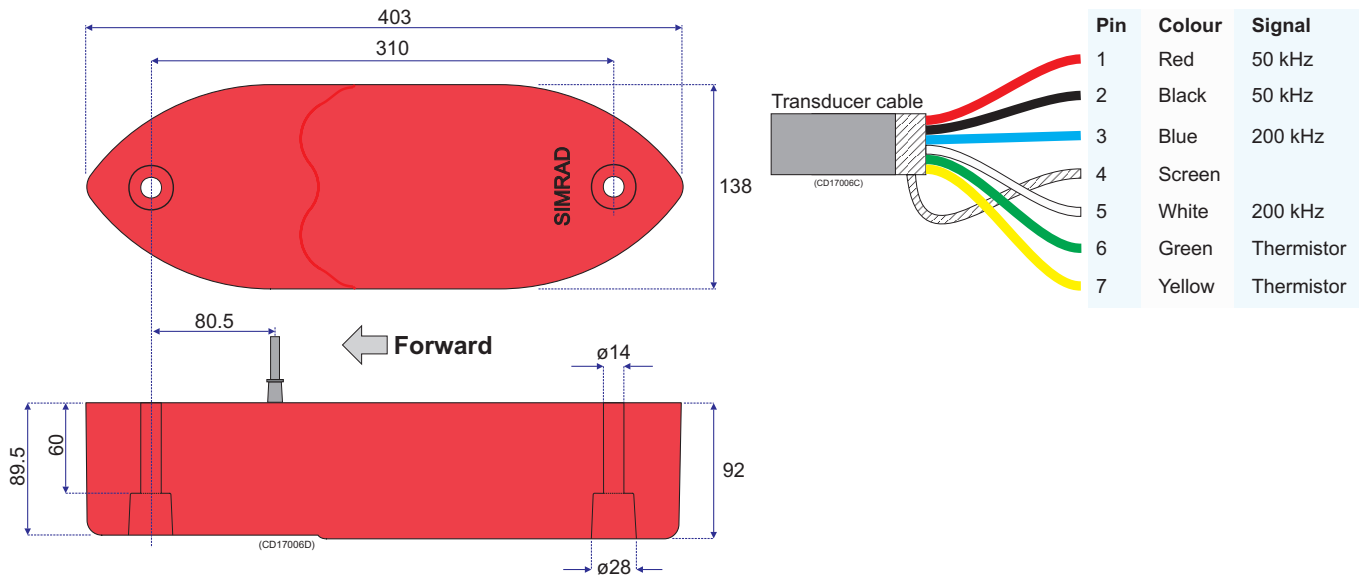 403
310
SIMRAD
138
80.5
Forward
ø14
89.5
60
92
(CD17006D)
ø28
Transducer cable
(CD17006C)
Pin Colour Signal
1 Red 50 kHz
2 Black 50 kHz
3 Blue 200 kHz
4 Screen
5 White 200 kHz
6 Green Thermistor
7 Yellow Thermistor